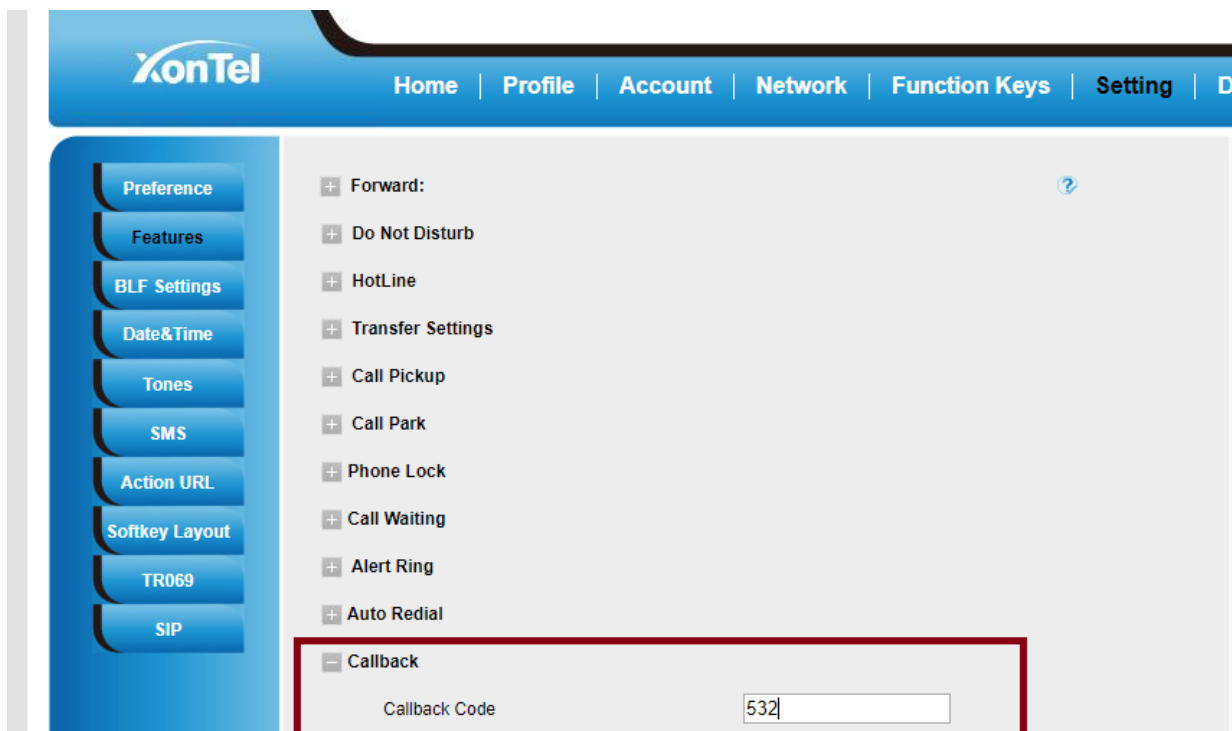 XonTel
Home Profile Account Network Function Keys Setting D
Preference
Features
BLF Settings
Date&Time
Tones
SMS
Action URL
Softkey Layout
TR069
SIP
Forward:
Do Not Disturb
HotLine
Transfer Settings
Call Pickup
Call Park
Phone Lock
Call Waiting
Alert Ring
Auto Redial
Callback
Callback Code 532